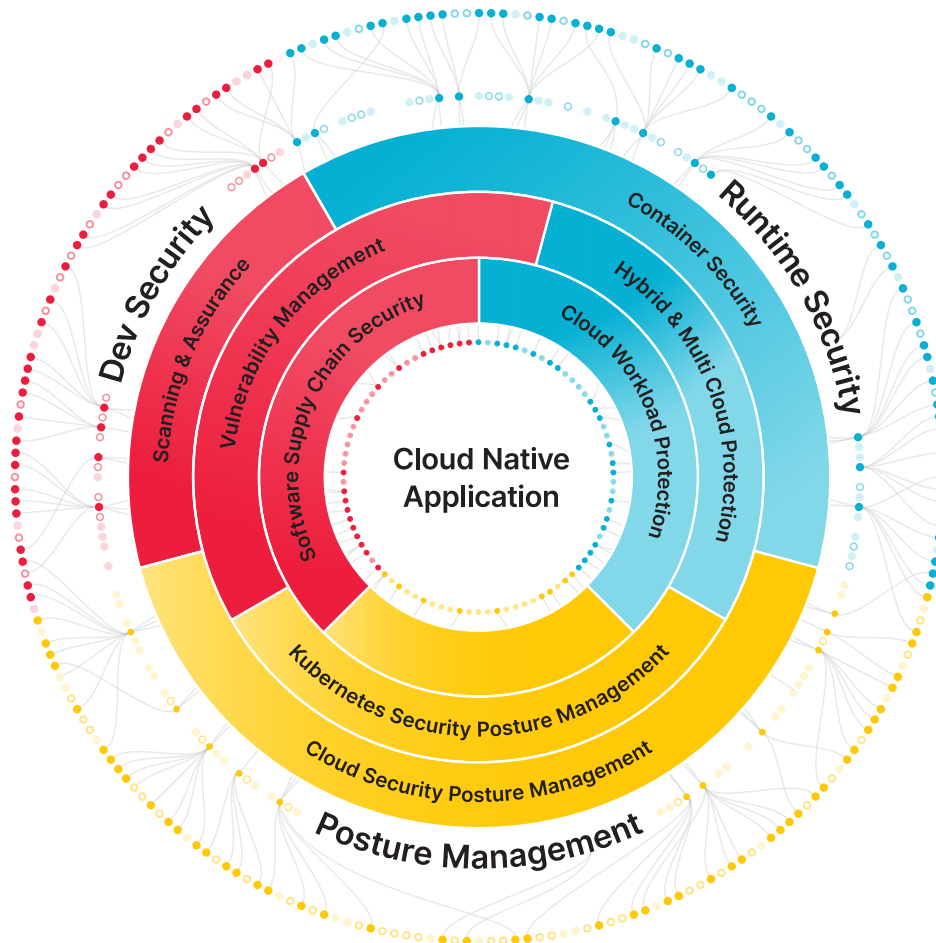 Dev Security
Scanning & Assurance
Vulnerability Management
Software Supply Chain Security
Runtime Security
Container Security
Hybrid & Multi Cloud Protection
Cloud Workload Protection
Cloud Native
Application
Kubernetes Security Posture Management
Cloud Security Posture Management
Posture Management